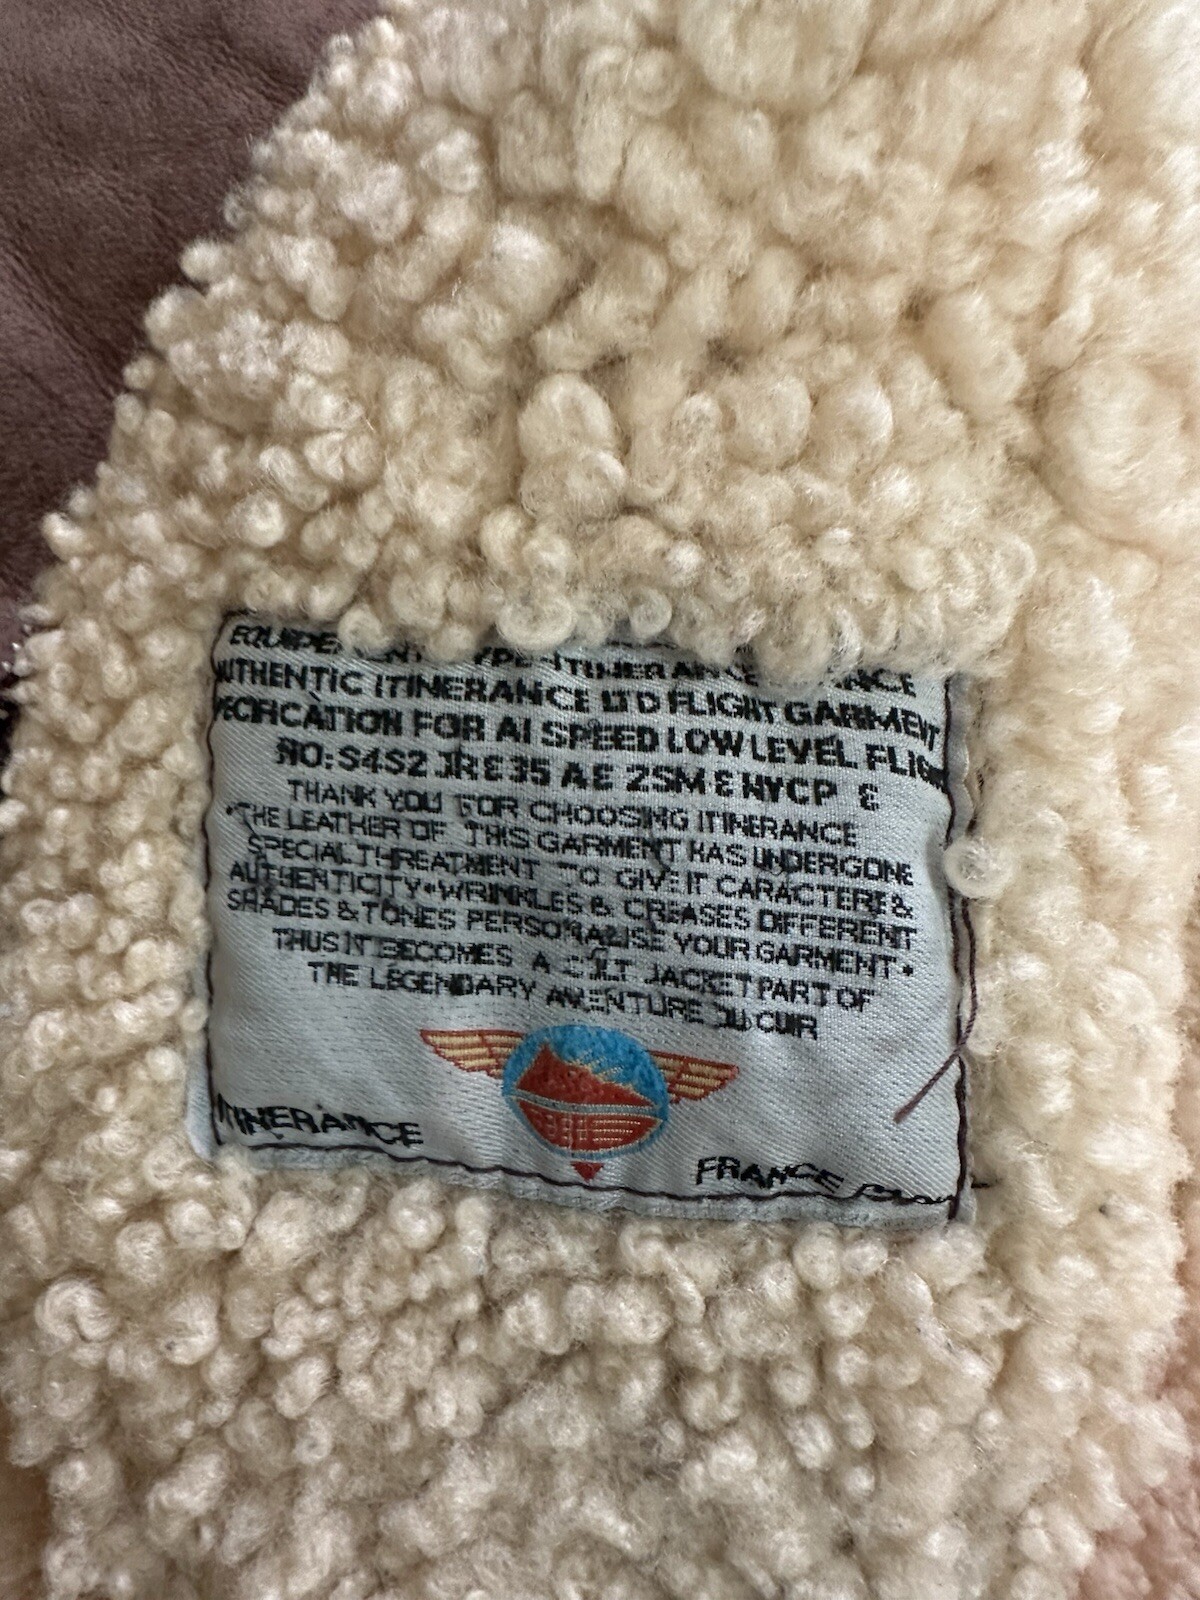 ITINERANCE
AUTHENTIC ITINERANCE LTD FLIGHT GARMENT
SPECIFICATION FOR AI SPEED LOW LEVEL FLIGHT
NO: S4S2 JR & 35 AE 2SM & NYCP &
THANK YOU FOR CHOOSING ITINERANCE
•THE LEATHER OF THIS GARMENT HAS UNDERGONE
SPECIAL THREATMENT TO GIVE IT CARACTERE &
AUTHENTICITY•WRINKLES & CREASES DIFFERENT
SHADES & TONES PERSONALISE YOUR GARMENT•
THUS IT BECOMES A CULT JACKET PART OF
THE LEGENDARY AVENTURE DU CUIR
ITINERANCE
FRANCE